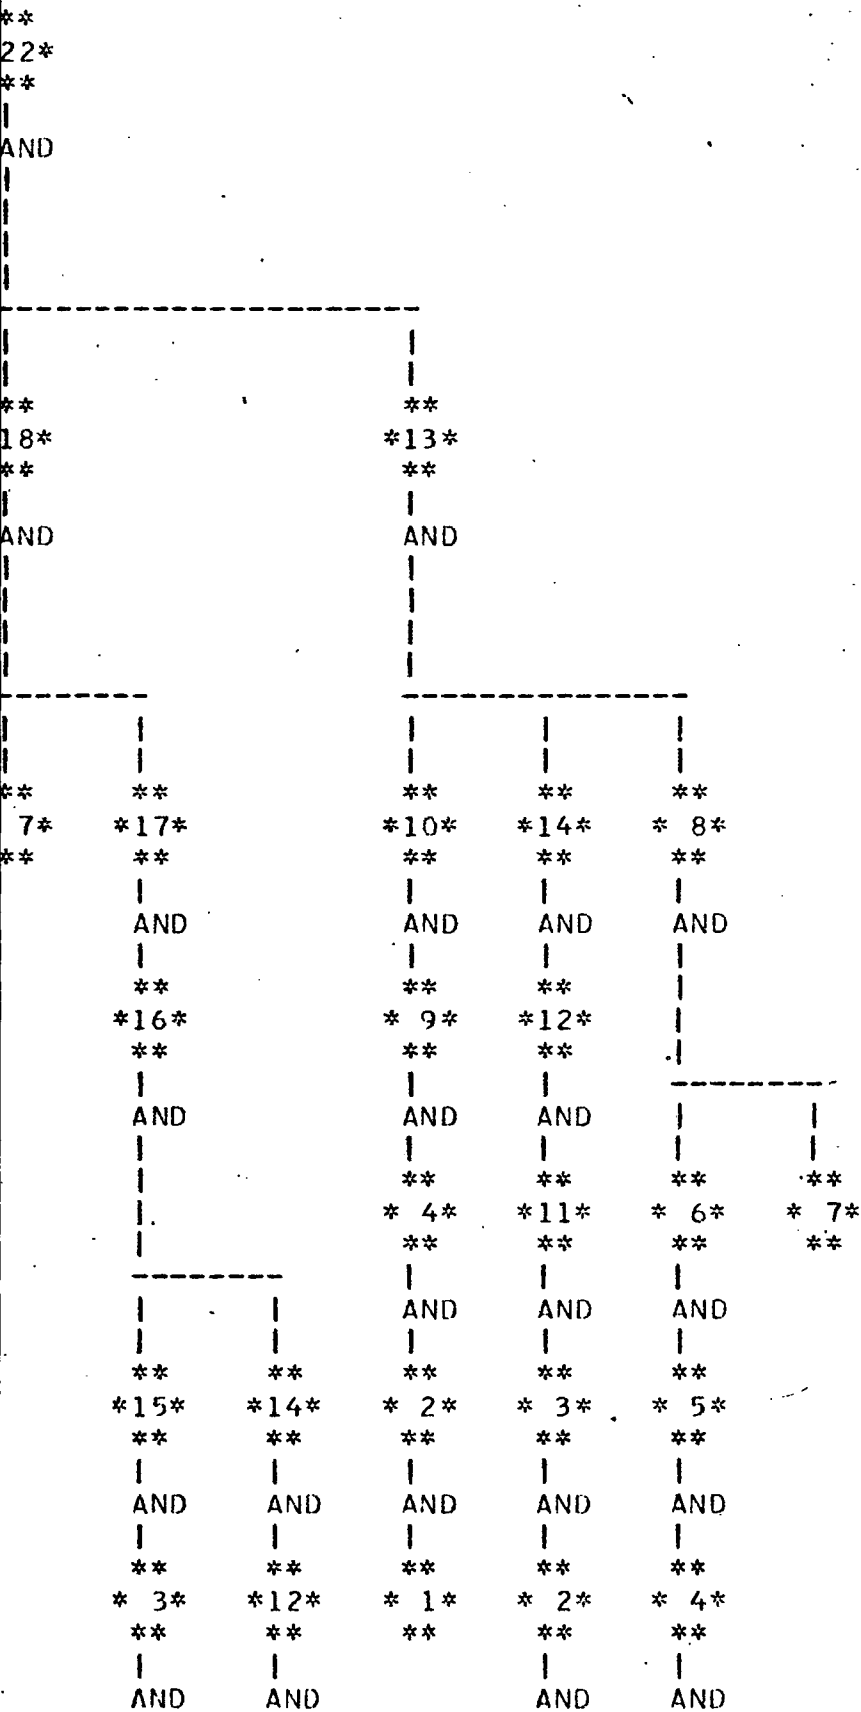 **
22*
**
|
AND
|
|
|
|
-------------------------
| |
| |
** **
18* *13*
** **
| |
AND AND
| |
| |
| |
| |
--------- -----------------
| | | | |
| | | | |
** ** ** ** **
7* *17* *10* *14* * 8*
** ** ** ** **
| | | |
AND AND AND AND
| | | |
** ** ** |
*16* * 9* *12* |
** ** ** |
| | | ---------
AND AND AND | |
| | | | |
| ** ** ** **
| * 4* *11* * 6* * 7*
| ** ** ** **
--------- | | |
| | AND AND AND
| | | | |
** ** ** ** **
*15* *14* * 2* * 3* * 5*
** ** ** ** **
| | | | |
AND AND AND AND AND
| | | | |
** ** ** ** **
* 3* *12* * 1* * 2* * 4*
** ** ** ** **
| | | |
AND AND AND AND